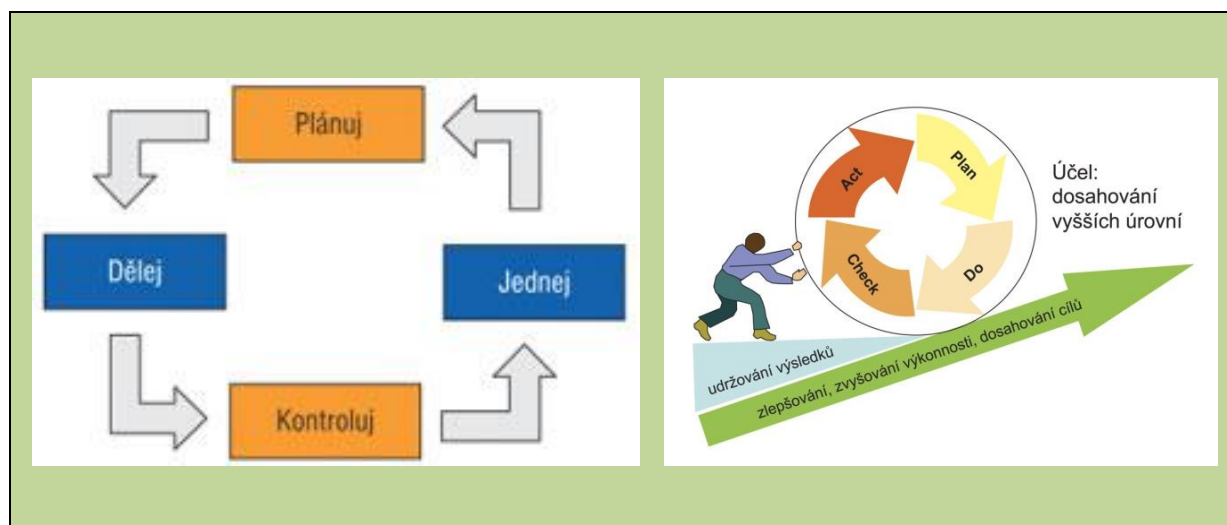 Plánuj
Dělej
Jednej
Kontroluj
Act
Plan
Check
Do
Účel:
dosahování
vyšších úrovní
udržování výsledků
zlepšování, zvyšování výkonnosti, dosahování cílů